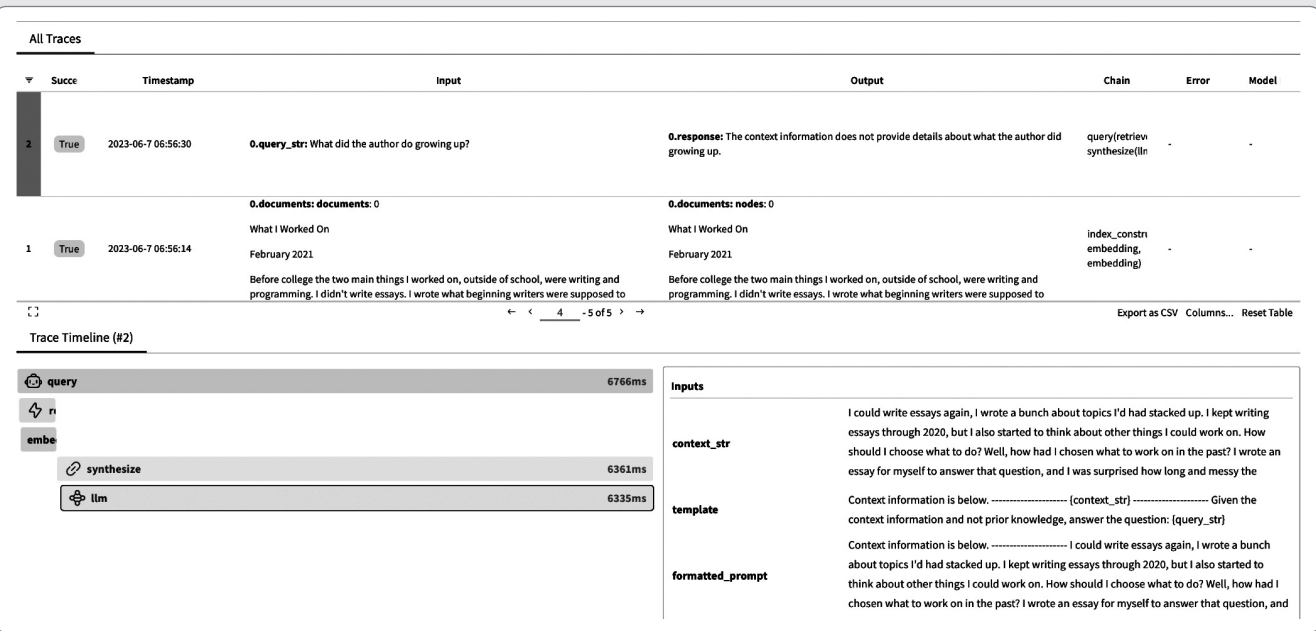 All Traces
Succe Timestamp Input Output Chain Error Model
2 True 2023-06-7 06:56:30 0.query_str: What did the author do growing up? 0.response: The context information does not provide details about what the author did
growing up.
query(retrieve
synthesize(lln
- -
0.documents: documents: 0
What I Worked On
February 2021
Before college the two main things I worked on, outside of school, were writing and
programming. I didn't write essays. I wrote what beginning writers were supposed to
0.documents: nodes: 0
What I Worked On
February 2021
Before college the two main things I worked on, outside of school, were writing and
programming. I didn't write essays. I wrote what beginning writers were supposed to
1 True 2023-06-7 06:56:14
index_constru
embedding,
embedding)
- -
4 - 5 of 5
Export as CSV Columns... Reset Table
Trace Timeline (#2)
query 6766ms
embe
synthesize 6361ms
llm 6335ms
Inputs
context_str
I could write essays again, I wrote a bunch about topics I'd had stacked up. I kept writing
essays through 2020, but I also started to think about other things I could work on. How
should I choose what to do? Well, how had I chosen what to work on in the past? I wrote an
essay for myself to answer that question, and I was surprised how long and messy the
template
Context information is below. --------------------- {context_str} --------------------- Given the
context information and not prior knowledge, answer the question: {query_str}
formatted_prompt
Context information is below. --------------------- I could write essays again, I wrote a bunch
about topics I'd had stacked up. I kept writing essays through 2020, but I also started to
think about other things I could work on. How should I choose what to do? Well, how had I
chosen what to work on in the past? I wrote an essay for myself to answer that question, and